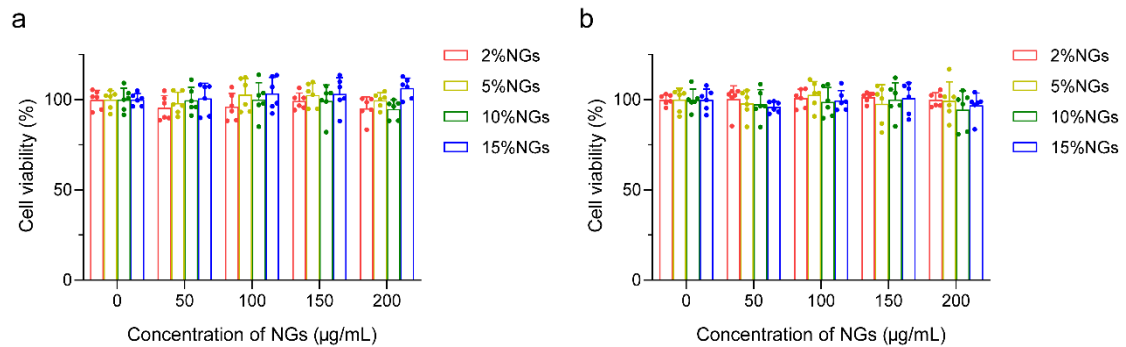 a
100
50
0
Cell viability (%)
0 50 100 150 200
Concentration of NGs (µg/mL)
2%NGs
5%NGs
10%NGs
15%NGs
b
100
50
0
Cell viability (%)
0 50 100 150 200
Concentration of NGs (µg/mL)
2%NGs
5%NGs
10%NGs
15%NGs